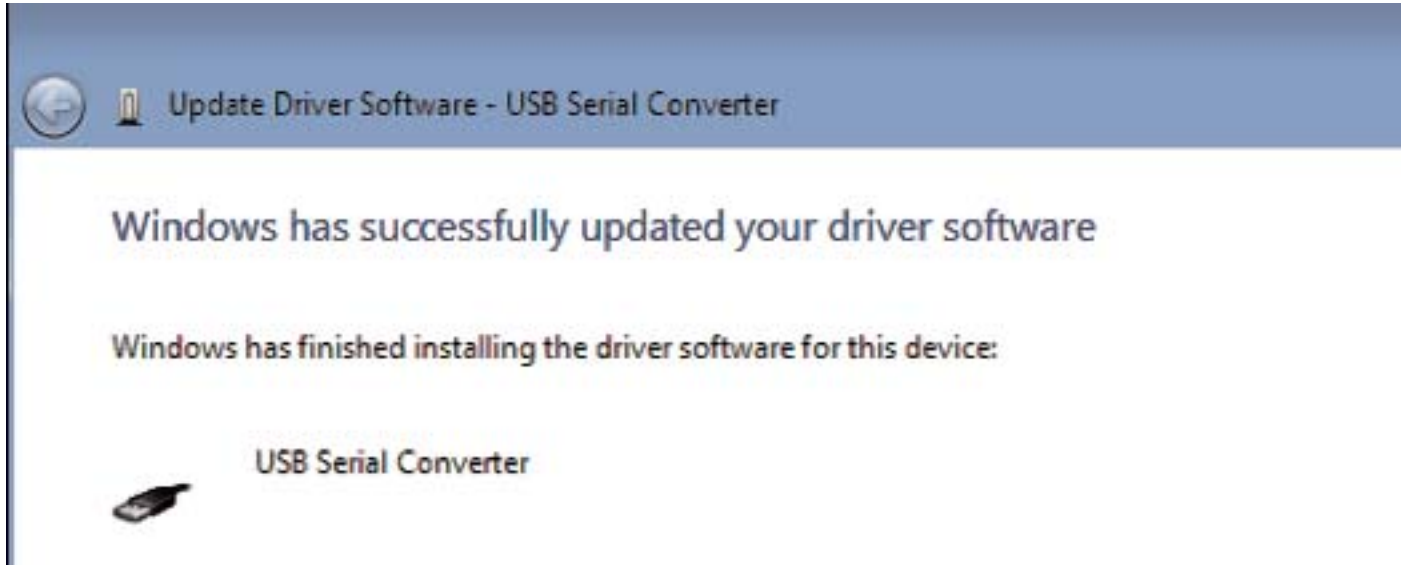 Update Driver Software - USB Serial Converter
Windows has successfully updated your driver software
Windows has finished installing the driver software for this device:
USB Serial Converter